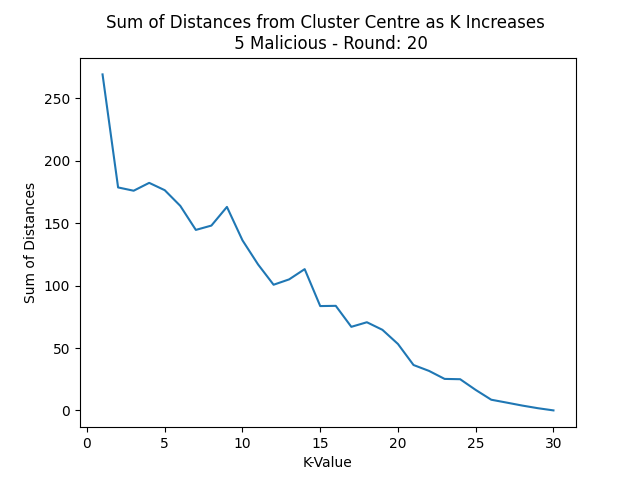 Sum of Distances from Cluster Centre as K Increases
5 Malicious - Round: 20
Sum of Distances
250
200
150
100
50
0
0 5 10 15 20 25 30
K-Value